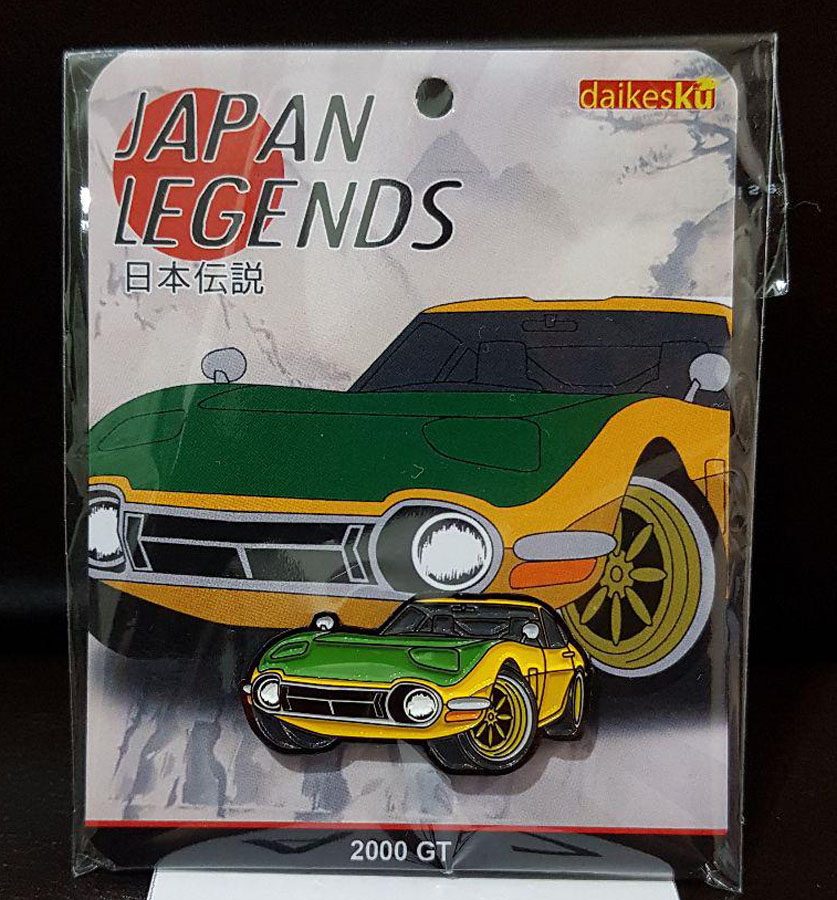 JAPAN
LEGENDS
日本伝説
daikesKu
2000 GT